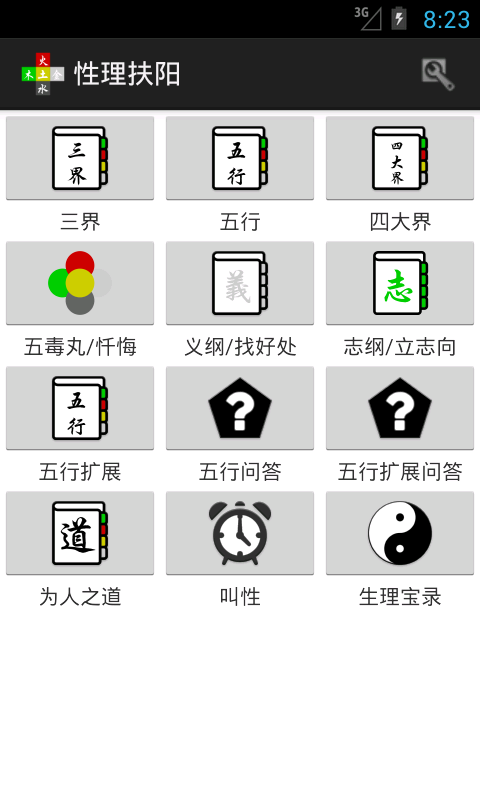 3G 8:23
火
木土金
水
性理扶阳
三界
五行
四大界
三界
五行
四大界
義
志
五毒丸/忏悔
义纲/找好处
志纲/立志向
五行
?
?
五行扩展
五行问答
五行扩展问答
道
为人之道
叫性
生理宝录